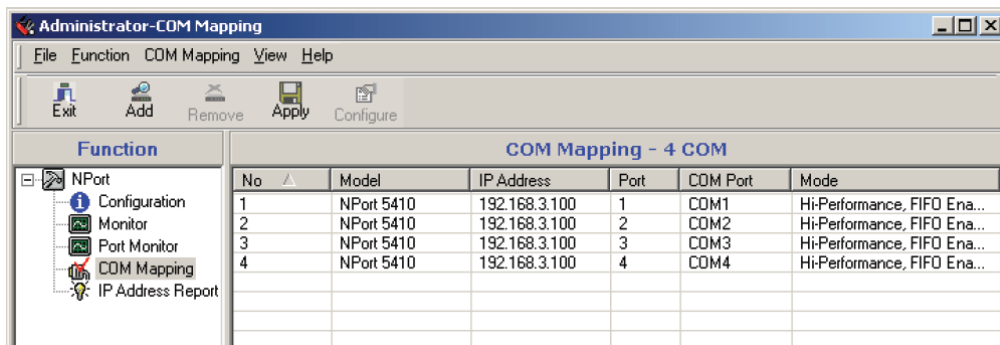 Administrator-COM Mapping
File Function COM Mapping View Help
Exit Add Remove Apply Configure
Function COM Mapping - 4 COM
NPort
Configuration
Monitor
Port Monitor
COM Mapping
IP Address Report
No Model IP Address Port COM Port Mode
1 NPort 5410 192.168.3.100 1 COM1 Hi-Performance, FIFO Ena...
2 NPort 5410 192.168.3.100 2 COM2 Hi-Performance, FIFO Ena...
3 NPort 5410 192.168.3.100 3 COM3 Hi-Performance, FIFO Ena...
4 NPort 5410 192.168.3.100 4 COM4 Hi-Performance, FIFO Ena...